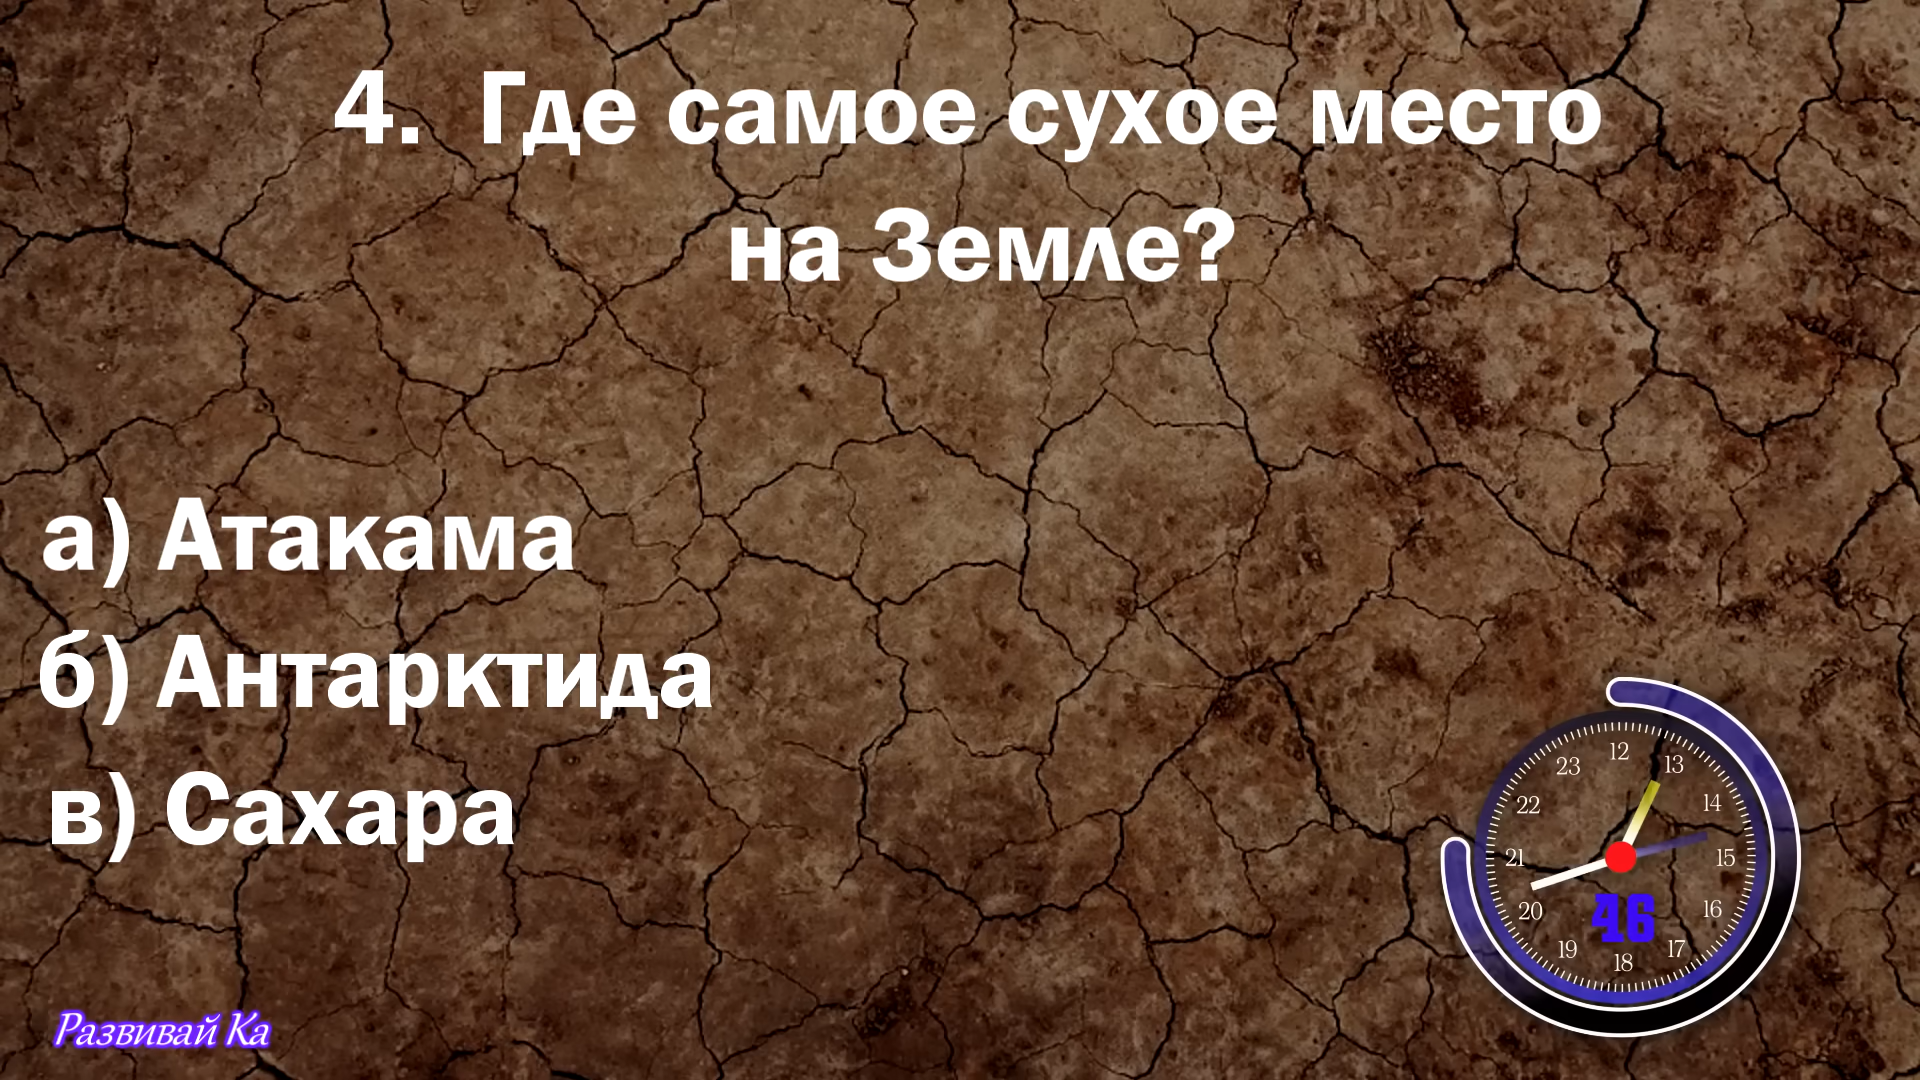 4. Где самое сухое место
на Земле?
а) Атакама
б) Антарктида
в) Сахара
12
13
14
15
16
17
18
19
20
21
22
23
46
Развивай Ка